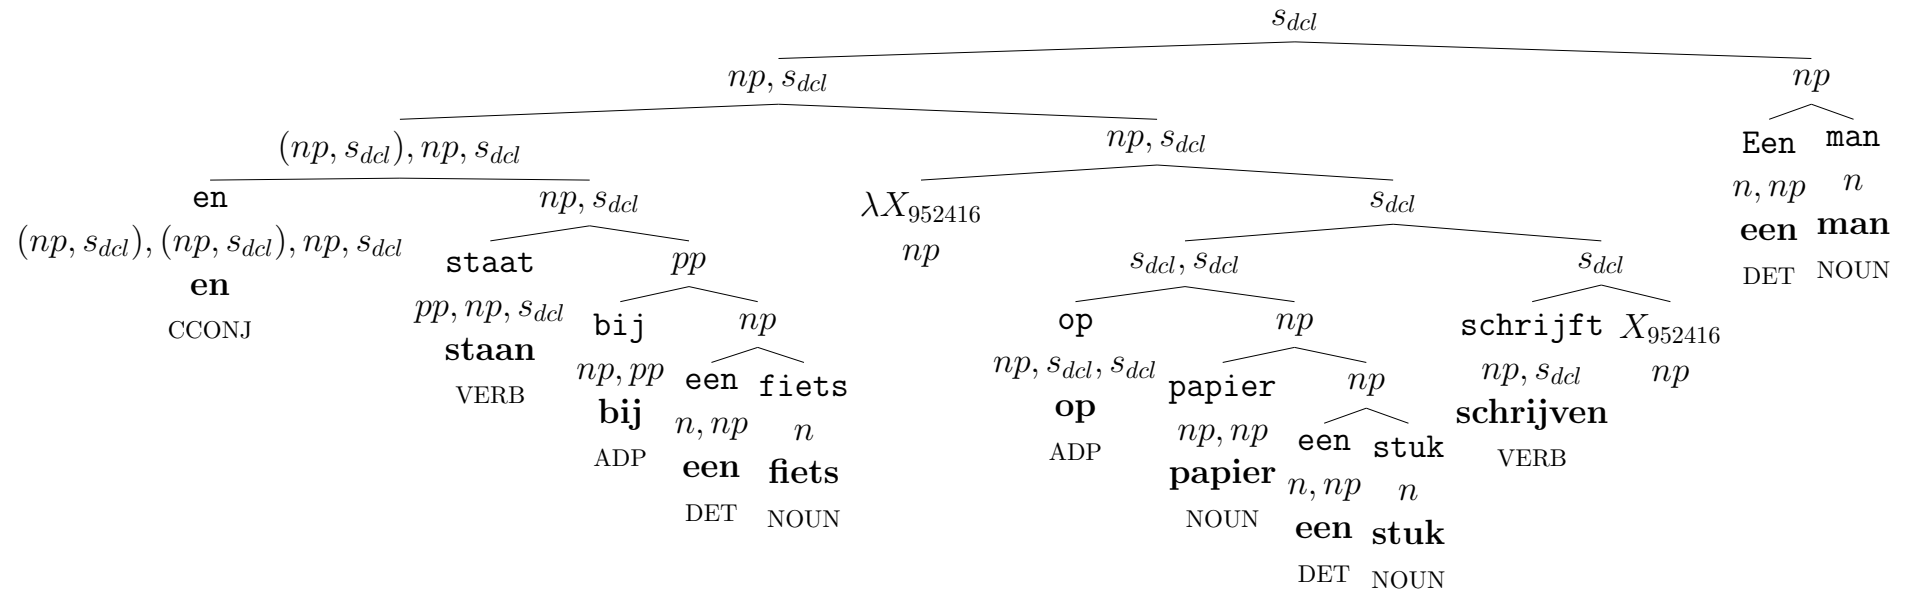 s_dcl
np, s_dcl np
(np, s_dcl), np, s_dcl np, s_dcl Een man
n, np n
een man
DET NOUN
en np, s_dcl λX_952416 s_dcl
(np, s_dcl), (np, s_dcl), np, s_dcl np
en
CCONJ
staat pp s_dcl, s_dcl s_dcl
pp, np, s_dcl
staan
VERB
bij np op np schrijft X_952416
np, pp np, s_dcl, s_dcl np, s_dcl np
bij op schrijven
ADP ADP VERB
een fiets papier np
n, np n np, np
een fiets papier
DET NOUN NOUN
een stuk
n, np n
een stuk
DET NOUN